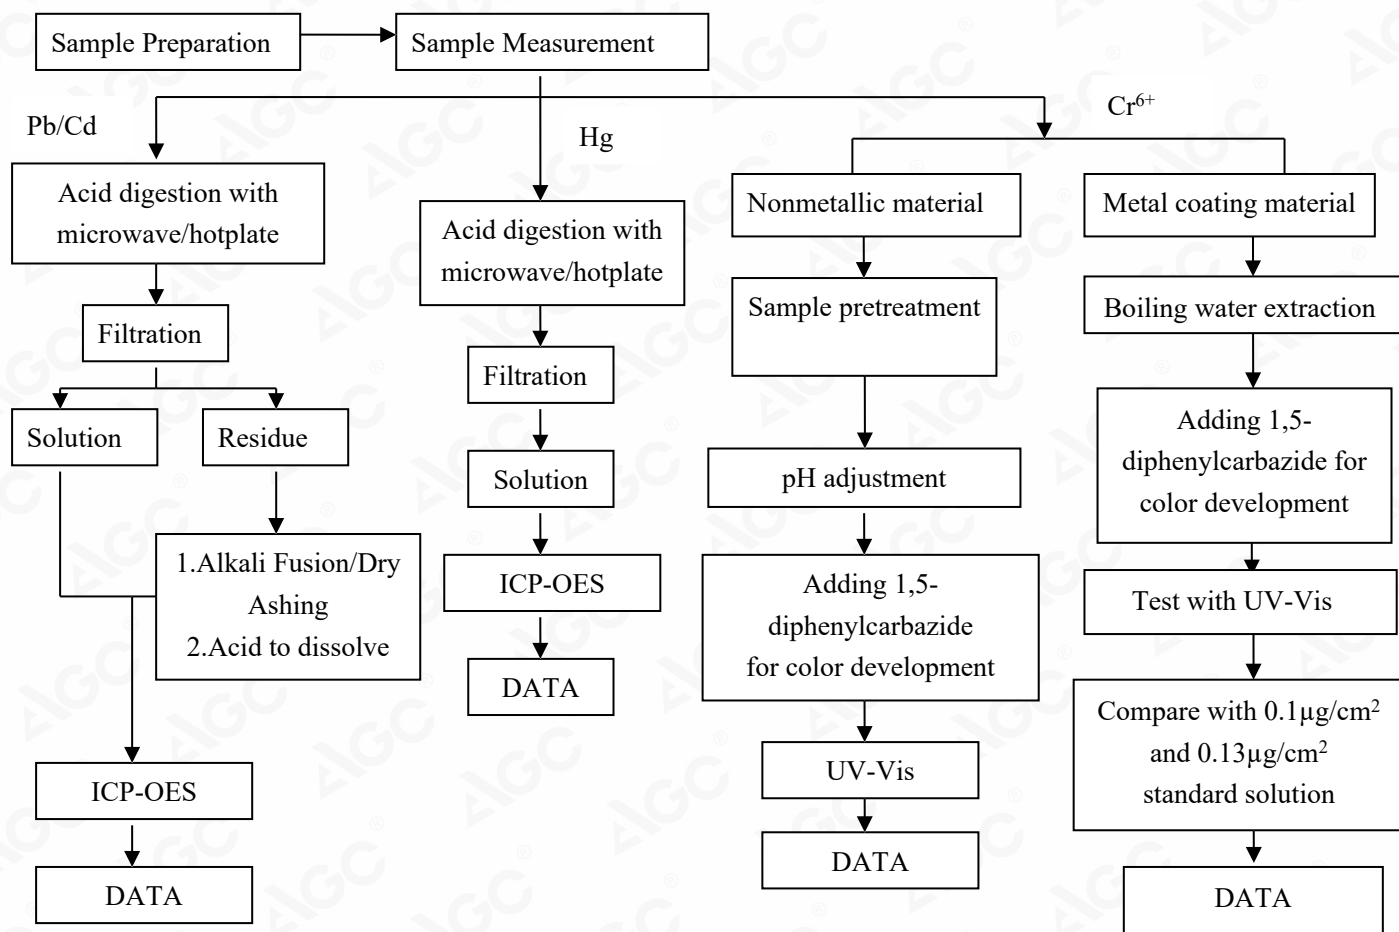 Sample Preparation
Sample Measurement
Pb/Cd
Hg
Cr⁶⁺
Acid digestion with
microwave/hotplate
Filtration
Solution
Residue
1.Alkali Fusion/Dry
Ashing
2.Acid to dissolve
ICP-OES
DATA
Acid digestion with
microwave/hotplate
Filtration
Solution
ICP-OES
DATA
Nonmetallic material
Sample pretreatment
pH adjustment
Adding 1,5-
diphenylcarbazide
for color development
UV-Vis
DATA
Metal coating material
Boiling water extraction
Adding 1,5-
diphenylcarbazide for
color development
Test with UV-Vis
Compare with 0.1µg/cm²
and 0.13µg/cm²
standard solution
DATA
AGC®